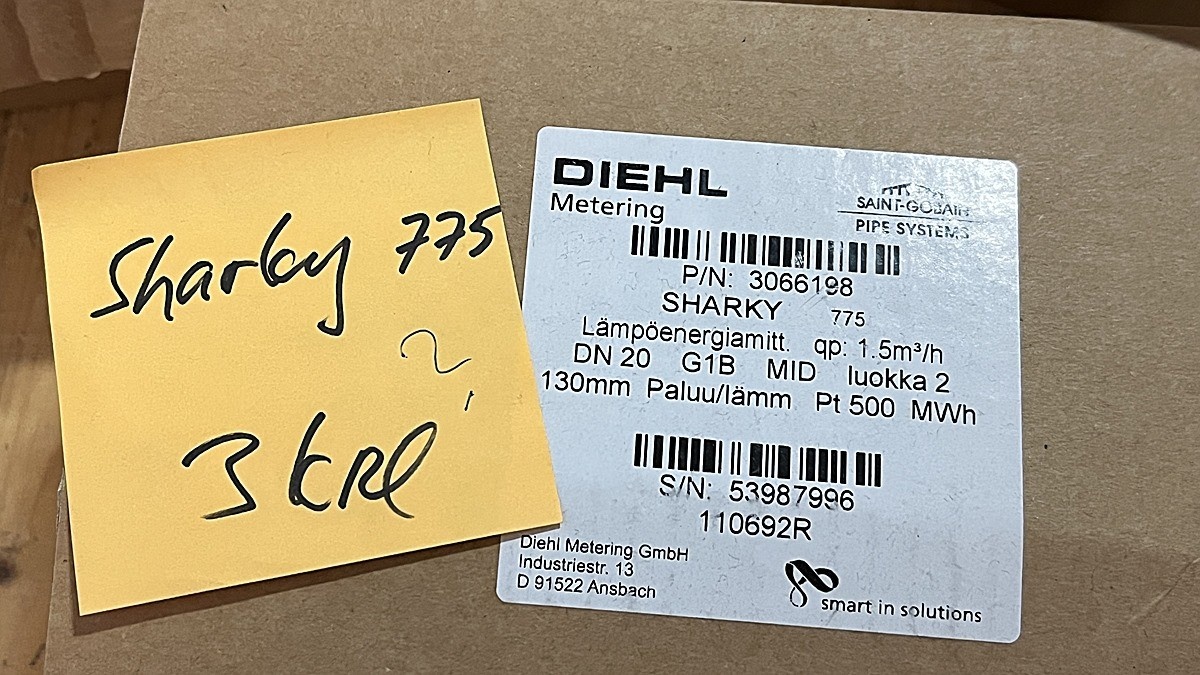 Sharky 775
?
3 KPL
DIEHL
Metering
SAINT-GOBAIN
PIPE SYSTEMS
P/N: 3066198
SHARKY 775
Lämpöenergiamitt. qp: 1.5m³/h
DN 20 G1B MID luokka 2
130mm Paluu/lämm Pt 500 MWh
S/N: 53987996
110692R
Diehl Metering GmbH
Industriestr. 13
D 91522 Ansbach
smart in solutions